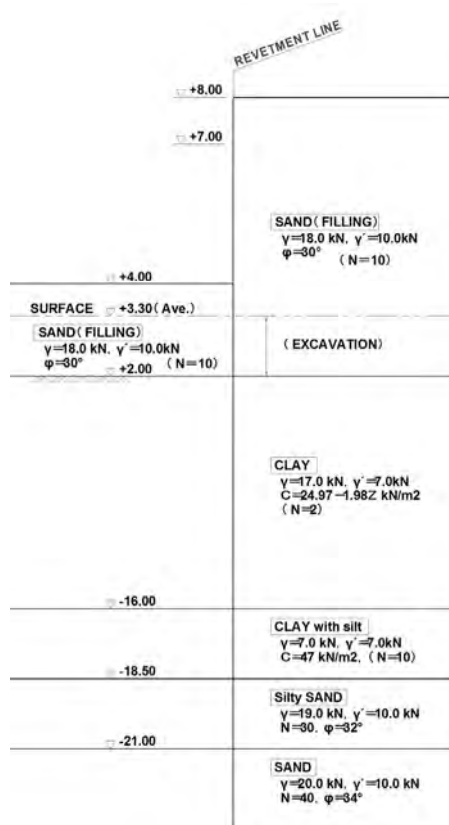 REVETMENT LINE
+8.00
+7.00
SAND(FILLING)
γ=18.0 kN, γ´=10.0kN
φ=30°
(N=10)
+4.00
SURFACE +3.30(Ave.)
SAND(FILLING)
γ=18.0 kN, γ´=10.0kN
φ=30°
(N=10)
(EXCAVATION)
+2.00
CLAY
γ=17.0 kN, γ´=7.0kN
C=24.97-1.98Z kN/m2
(N=2)
-16.00
CLAY with silt
γ=7.0 kN, γ´=7.0kN
C=47 kN/m2, (N=10)
-18.50
Silty SAND
γ=19.0 kN, γ´=10.0 kN
N=30. φ=32°
-21.00
SAND
γ=20.0 kN, γ´=10.0 kN
N=40. φ=34°